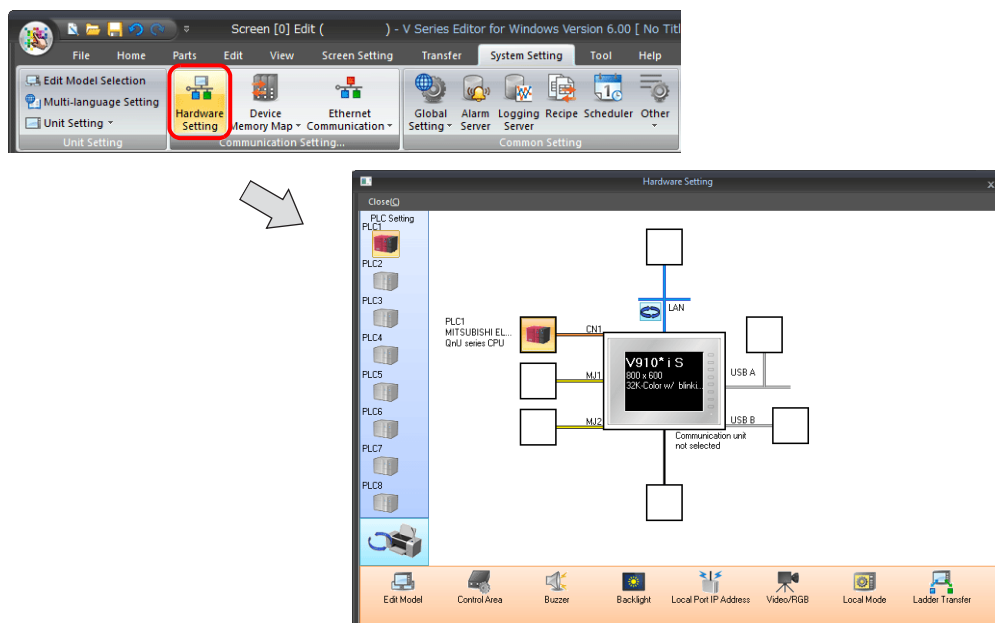 Screen [0] Edit (          ) - V Series Editor for Windows Version 6.00 [ No Titl
File Home Parts Edit View Screen Setting Transfer System Setting Tool Help
Edit Model Selection
Multi-language Setting
Unit Setting
Unit Setting
Hardware Setting
Device Memory Map
Ethernet Communication
Communication Setting...
Global Setting
Alarm Server
Logging Server
Recipe
Scheduler
Other
Common Setting
Hardware Setting
x
Close(C)
PLC Setting
PLC1
PLC2
PLC3
PLC4
PLC5
PLC6
PLC7
PLC8
LAN
PLC1
MITSUBISHI EL...
QnU series CPU
CN1
MJ1
MJ2
V910*iS
800 x 600
32K-Color w/ blinki...
USB A
USB B
Communication unit
not selected
Edit Model
Control Area
Buzzer
Backlight
Local Port IP Address
Video/RGB
Local Mode
Ladder Transfer